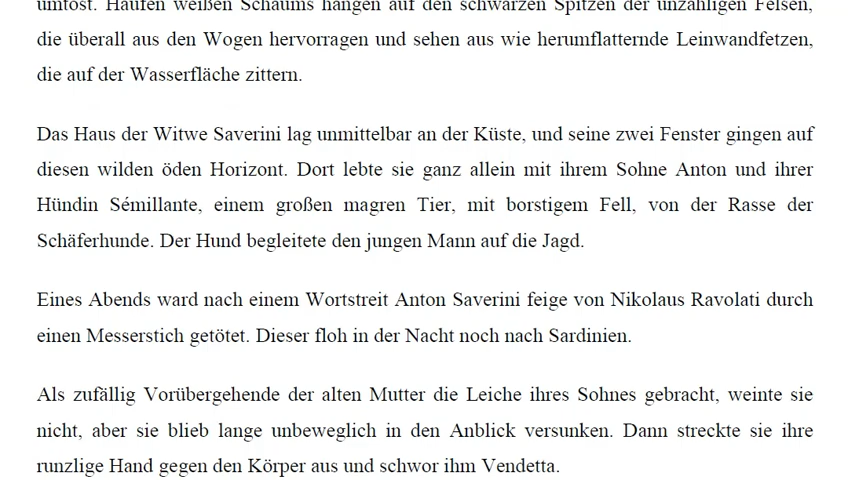 umtost. Haufen weißen Schaums hängen auf den schwarzen Spitzen der unzähligen Felsen,
die überall aus den Wogen hervorragen und sehen aus wie herumflatternde Leinwandfetzen,
die auf der Wasserfläche zittern.
Das Haus der Witwe Saverini lag unmittelbar an der Küste, und seine zwei Fenster gingen auf
diesen wilden öden Horizont. Dort lebte sie ganz allein mit ihrem Sohne Anton und ihrer
Hündin Sémillante, einem großen magren Tier, mit borstigem Fell, von der Rasse der
Schäferhunde. Der Hund begleitete den jungen Mann auf die Jagd.
Eines Abends ward nach einem Wortstreit Anton Saverini feige von Nikolaus Ravolati durch
einen Messerstich getötet. Dieser floh in der Nacht noch nach Sardinien.
Als zufällig Vorübergehende der alten Mutter die Leiche ihres Sohnes gebracht, weinte sie
nicht, aber sie blieb lange unbeweglich in den Anblick versunken. Dann streckte sie ihre
runzlige Hand gegen den Körper aus und schwor ihm Vendetta.